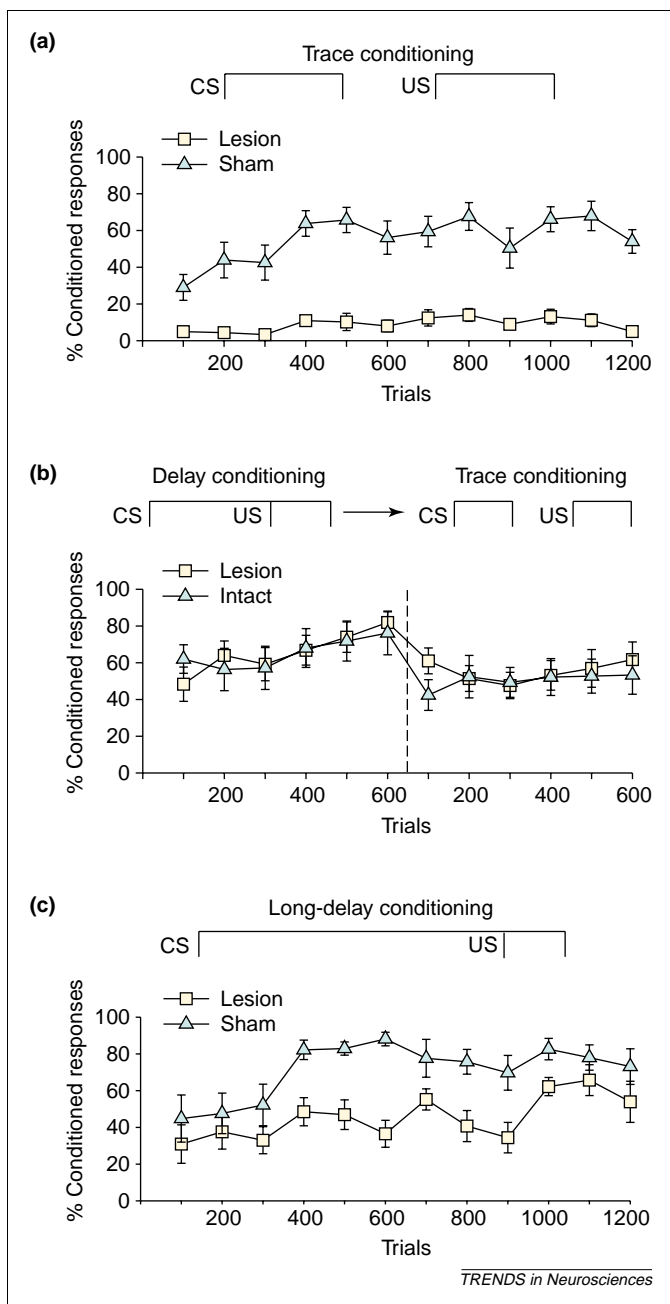 (a)
Trace conditioning
CS US
Lesion
Sham
% Conditioned responses
100
80
60
40
20
0
200 400 600 800 1000 1200
Trials
(b)
Delay conditioning Trace conditioning
CS US CS US
Lesion
Intact
% Conditioned responses
100
80
60
40
20
0
200 400 600 200 400 600
Trials
(c)
Long-delay conditioning
CS US
Lesion
Sham
% Conditioned responses
100
80
60
40
20
0
200 400 600 800 1000 1200
Trials
TRENDS in Neurosciences